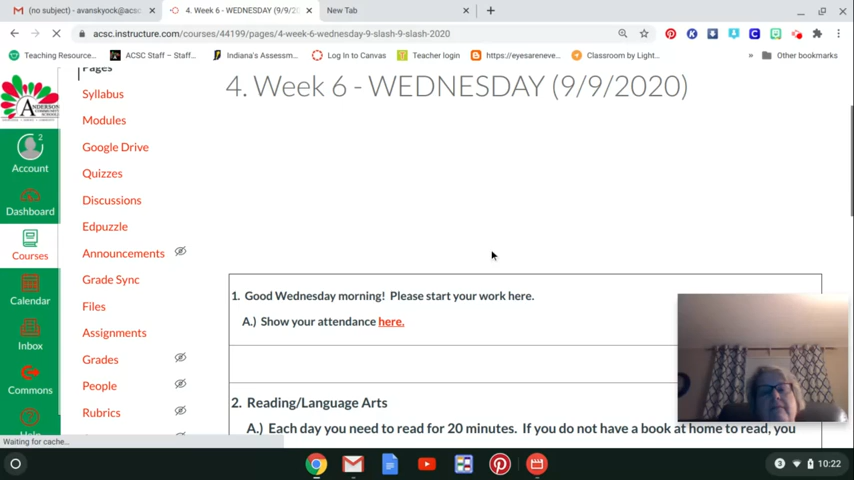 (no subject) - avanskyock@acsc
4. Week 6 - WEDNESDAY (9/9/20
New Tab
acsc.instructure.com/courses/44199/pages/4-week-6-wednesday-9-slash-9-slash-2020
Teaching Resource...
ACSC Staff – Staff...
Indiana's Assessm...
Log In to Canvas
Teacher login
https://eyesareneve...
Classroom by Light...
»
Other bookmarks
ANDERSON
Account
2
Dashboard
Courses
Calendar
Inbox
Commons
Help
Pages
Syllabus
Modules
Google Drive
Quizzes
Discussions
Edpuzzle
Announcements
Grade Sync
Files
Assignments
Grades
People
Rubrics
4. Week 6 - WEDNESDAY (9/9/2020)
1. Good Wednesday morning! Please start your work here.
A.) Show your attendance here.
2. Reading/Language Arts
A.) Each day you need to read for 20 minutes. If you do not have a book at home to read, you
Waiting for cache...
3
10:22